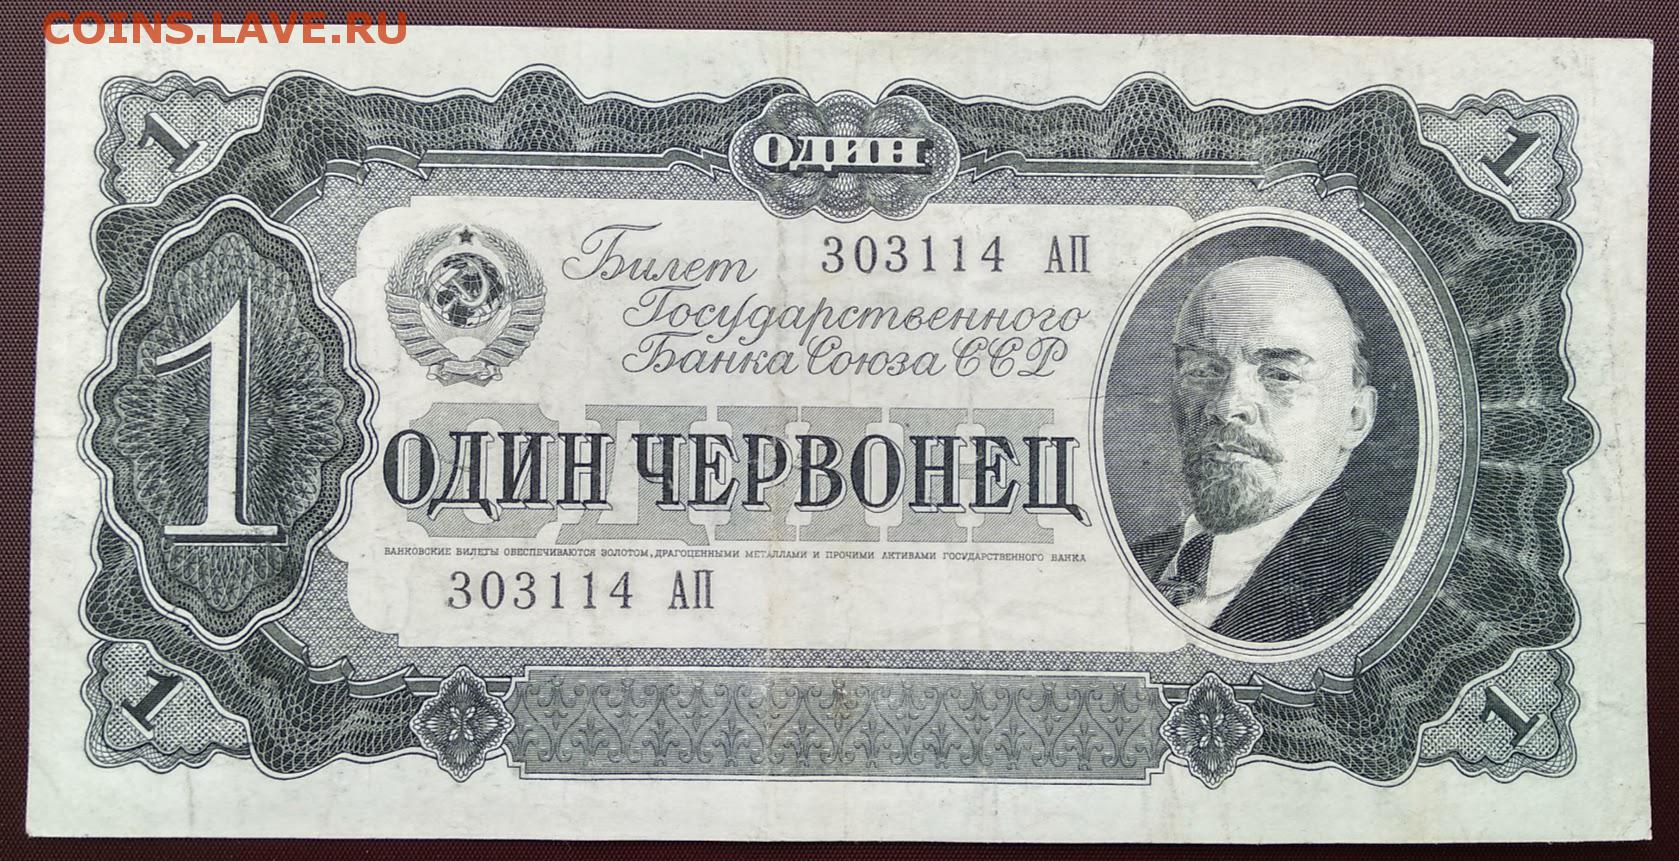 COINS.LAVE.RU
1
ОДИН
1
Билет 303114 АП
Государственного
Банка Союза ССР
1
ОДИН
ОДИН ЧЕРВОНЕЦ
БАНКОВСКИЕ БИЛЕТЫ ОБЕСПЕЧИВАЮТСЯ ЗОЛОТОМ, ДРАГОЦЕННЫМИ МЕТАЛЛАМИ И ПРОЧИМИ АКТИВАМИ ГОСУДАРСТВЕННОГО БАНКА
303114 АП
1
1